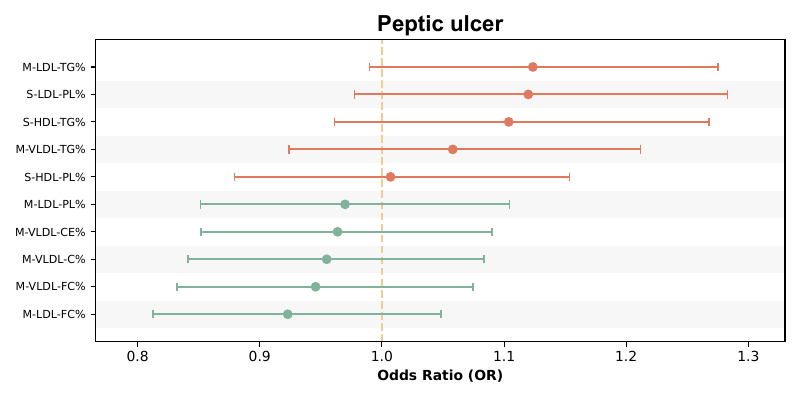 Peptic ulcer
M-LDL-TG%
S-LDL-PL%
S-HDL-TG%
M-VLDL-TG%
S-HDL-PL%
M-LDL-PL%
M-VLDL-CE%
M-VLDL-C%
M-VLDL-FC%
M-LDL-FC%
0.8 0.9 1.0 1.1 1.2 1.3
Odds Ratio (OR)